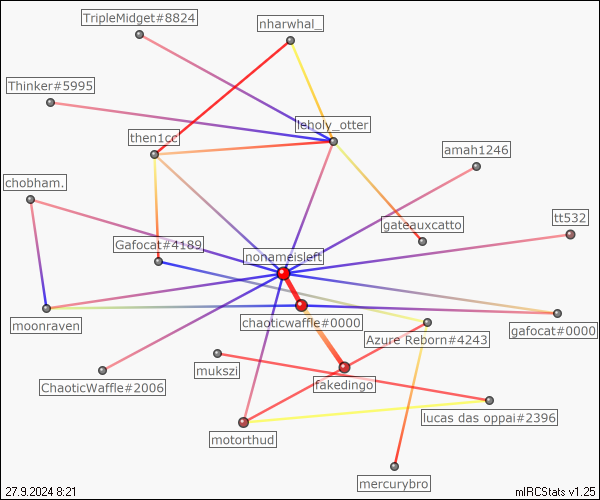 TripleMidget#8824
nharwhal_
Thinker#5995
leholy_otter
then1cc
amah1246
chobham.
tt532
gateauxcatto
Gafocat#4189
nonameisleft
moonraven
chaoticwaffle#0000
gafocat#0000
Azure Reborn#4243
mukszi
fakedingo
ChaoticWaffle#2006
lucas das oppai#2396
motorthud
mercurybro
27.9.2024 8:21
mIRCStats v1.25